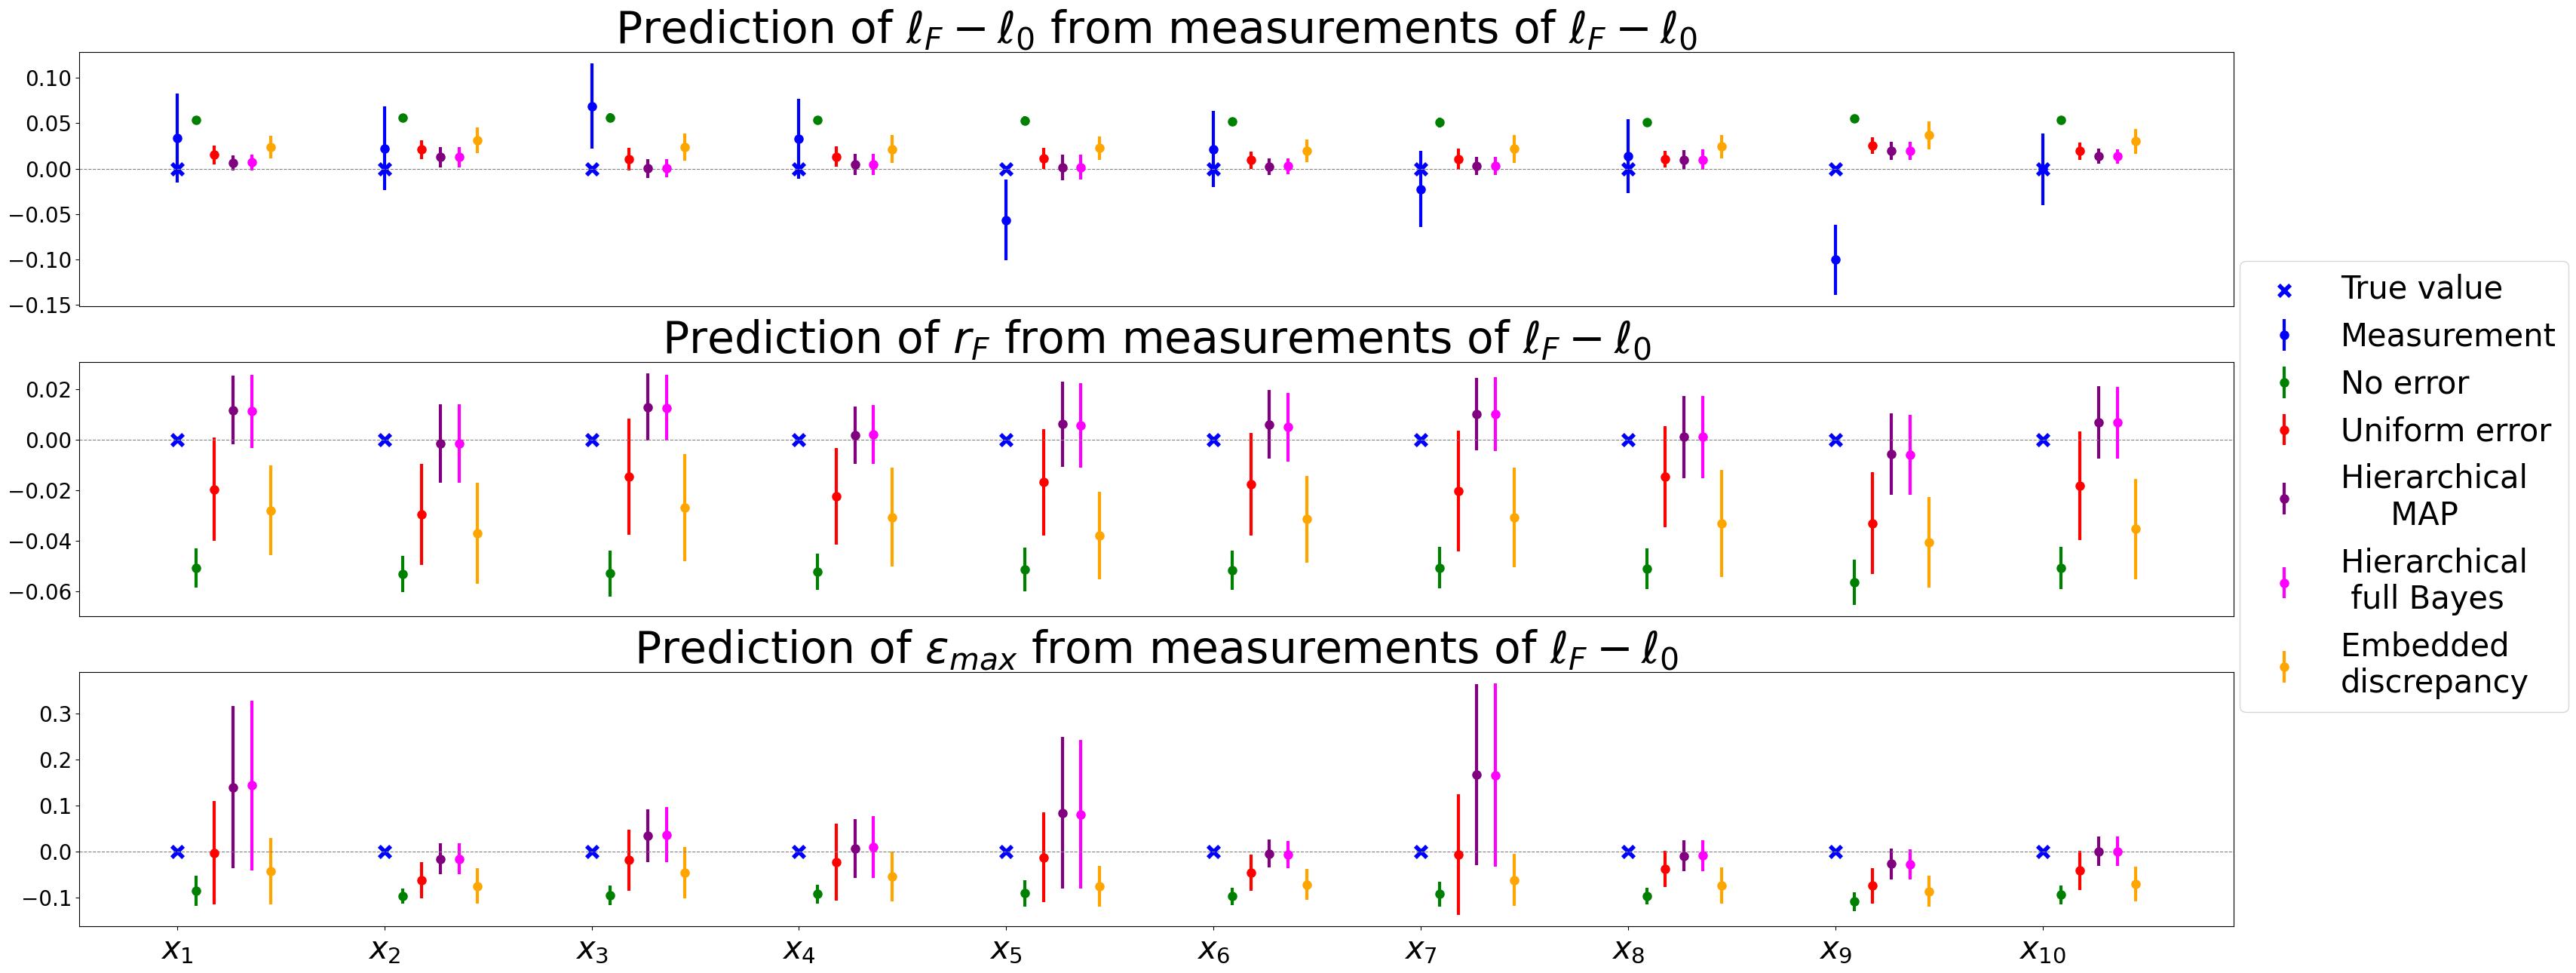 Prediction of ℓ_F − ℓ_0 from measurements of ℓ_F − ℓ_0
0.10
0.05
0.00
−0.05
−0.10
−0.15
Prediction of r_F from measurements of ℓ_F − ℓ_0
0.02
0.00
−0.02
−0.04
−0.06
Prediction of ε_max from measurements of ℓ_F − ℓ_0
0.3
0.2
0.1
0.0
−0.1
x_1 x_2 x_3 x_4 x_5 x_6 x_7 x_8 x_9 x_10
True value
Measurement
No error
Uniform error
Hierarchical
MAP
Hierarchical
full Bayes
Embedded
discrepancy